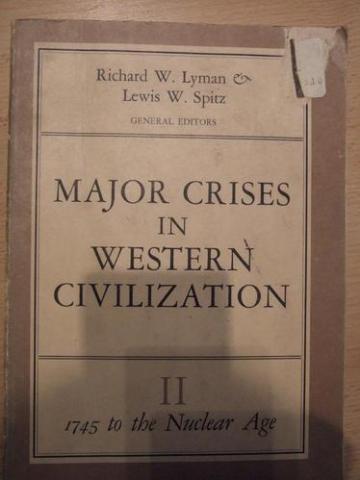 Richard W. Lyman &
Lewis W. Spitz
GENERAL EDITORS
MAJOR CRISES
IN
WESTERN
CIVILIZATION
II
1745 to the Nuclear Age